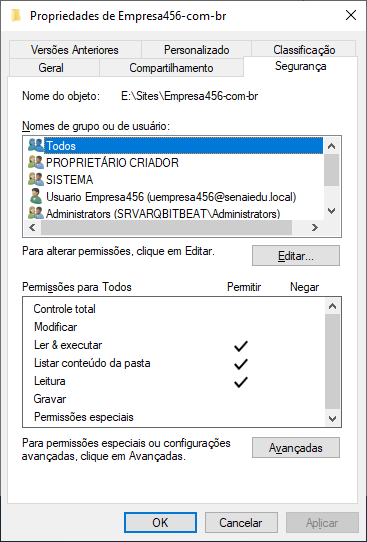 Propriedades de Empresa456-com-br
Versões Anteriores Personalizado Classificação
Geral Compartilhamento Segurança
Nome do objeto: E:\Sites\Empresa456-com-br
Nomes de grupo ou de usuário:
Todos
PROPRIETÁRIO CRIADOR
SISTEMA
Usuario Empresa456 (uempresa456@senaiedu.local)
Administrators (SRVARQBITBEAT\Administrators)
Para alterar permissões, clique em Editar.
Editar...
Permissões para Todos Permitir Negar
Controle total
Modificar
Ler & executar
Listar conteúdo da pasta
Leitura
Gravar
Permissões especiais
Para permissões especiais ou configurações
avançadas, clique em Avançadas.
Avançadas
OK Cancelar Aplicar